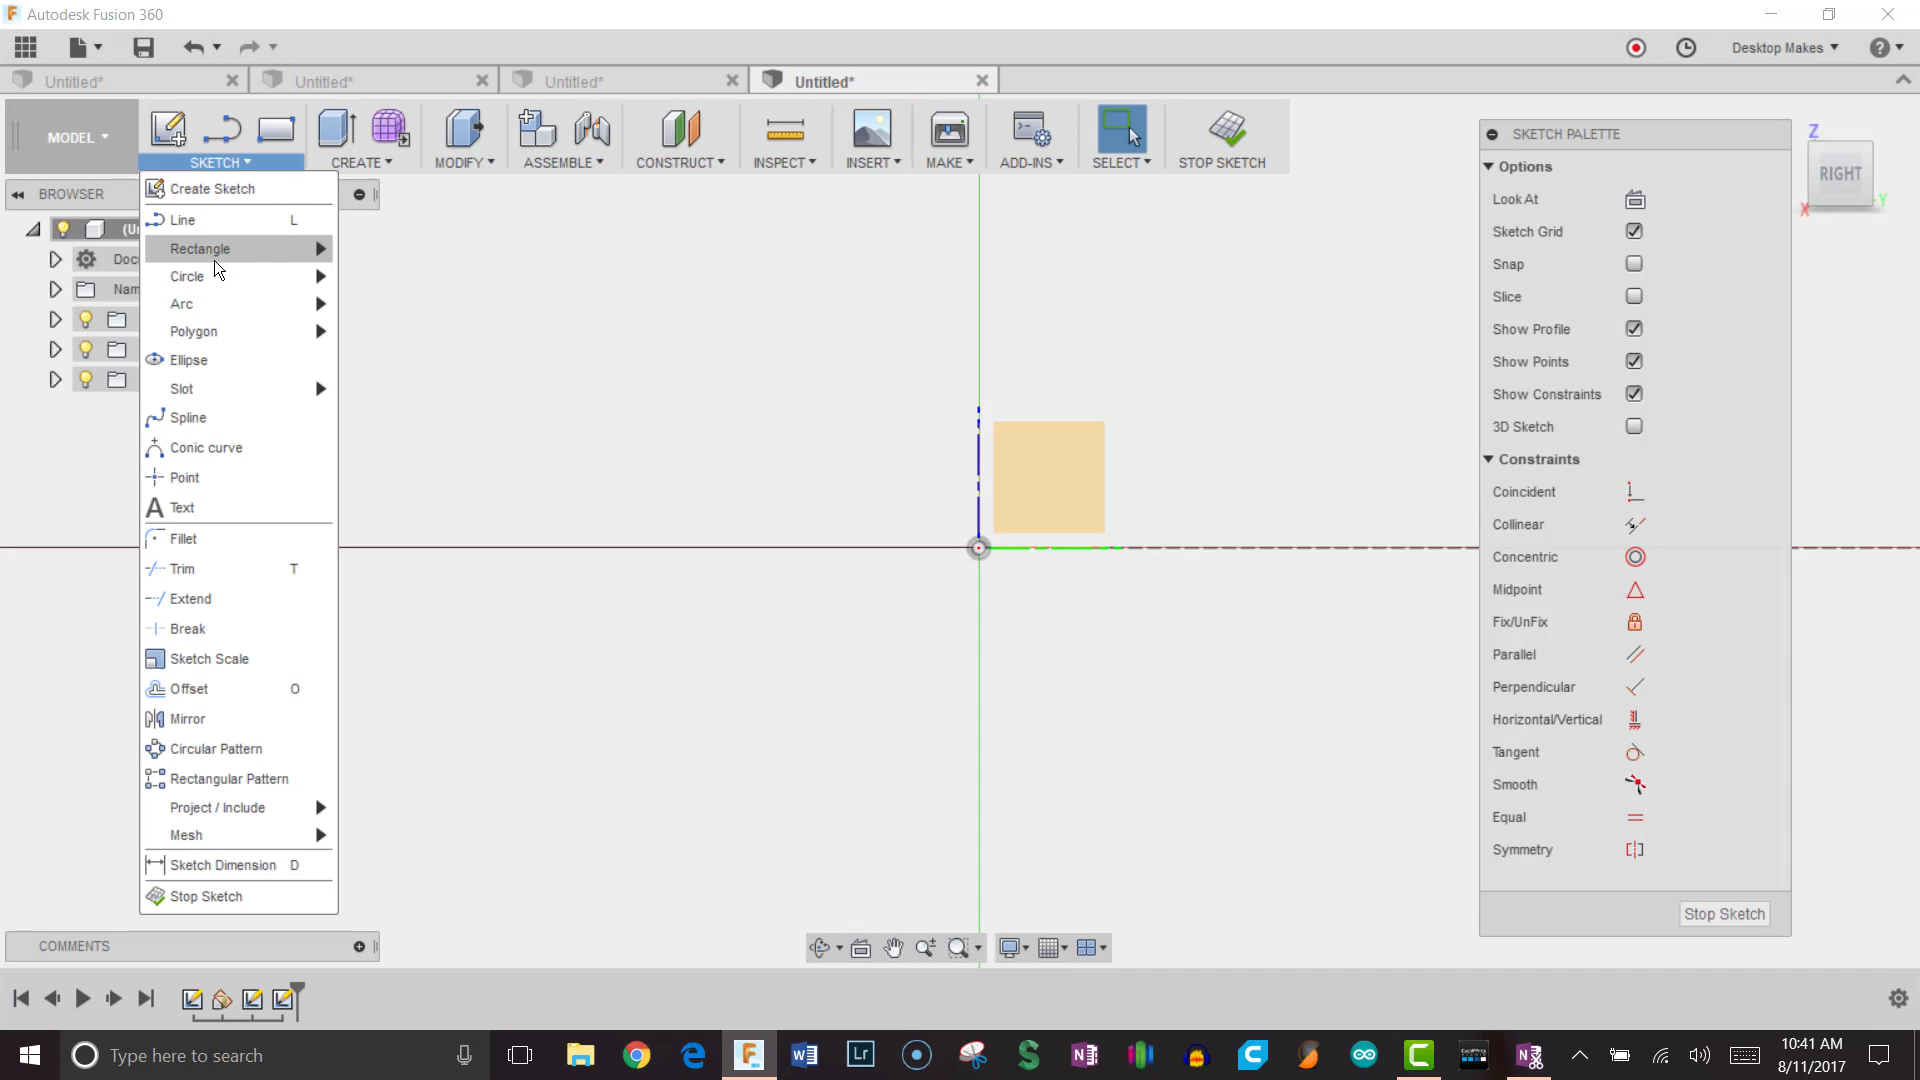 Autodesk Fusion 360
Desktop Makes
Untitled*
Untitled*
Untitled*
Untitled*
MODEL
SKETCH
CREATE
MODIFY
ASSEMBLE
CONSTRUCT
INSPECT
INSERT
MAKE
ADD-INS
SELECT
STOP SKETCH
BROWSER
(Un
Doc
Nam
Create Sketch
Line L
Rectangle
Circle
Arc
Polygon
Ellipse
Slot
Spline
Conic curve
Point
Text
Fillet
Trim T
Extend
Break
Sketch Scale
Offset O
Mirror
Circular Pattern
Rectangular Pattern
Project / Include
Mesh
Sketch Dimension D
Stop Sketch
SKETCH PALETTE
Options
Look At
Sketch Grid
Snap
Slice
Show Profile
Show Points
Show Constraints
3D Sketch
Constraints
Coincident
Collinear
Concentric
Midpoint
Fix/UnFix
Parallel
Perpendicular
Horizontal/Vertical
Tangent
Smooth
Equal
Symmetry
Stop Sketch
Z
RIGHT
X
Y
COMMENTS
Type here to search
Lr
10:41 AM
8/11/2017